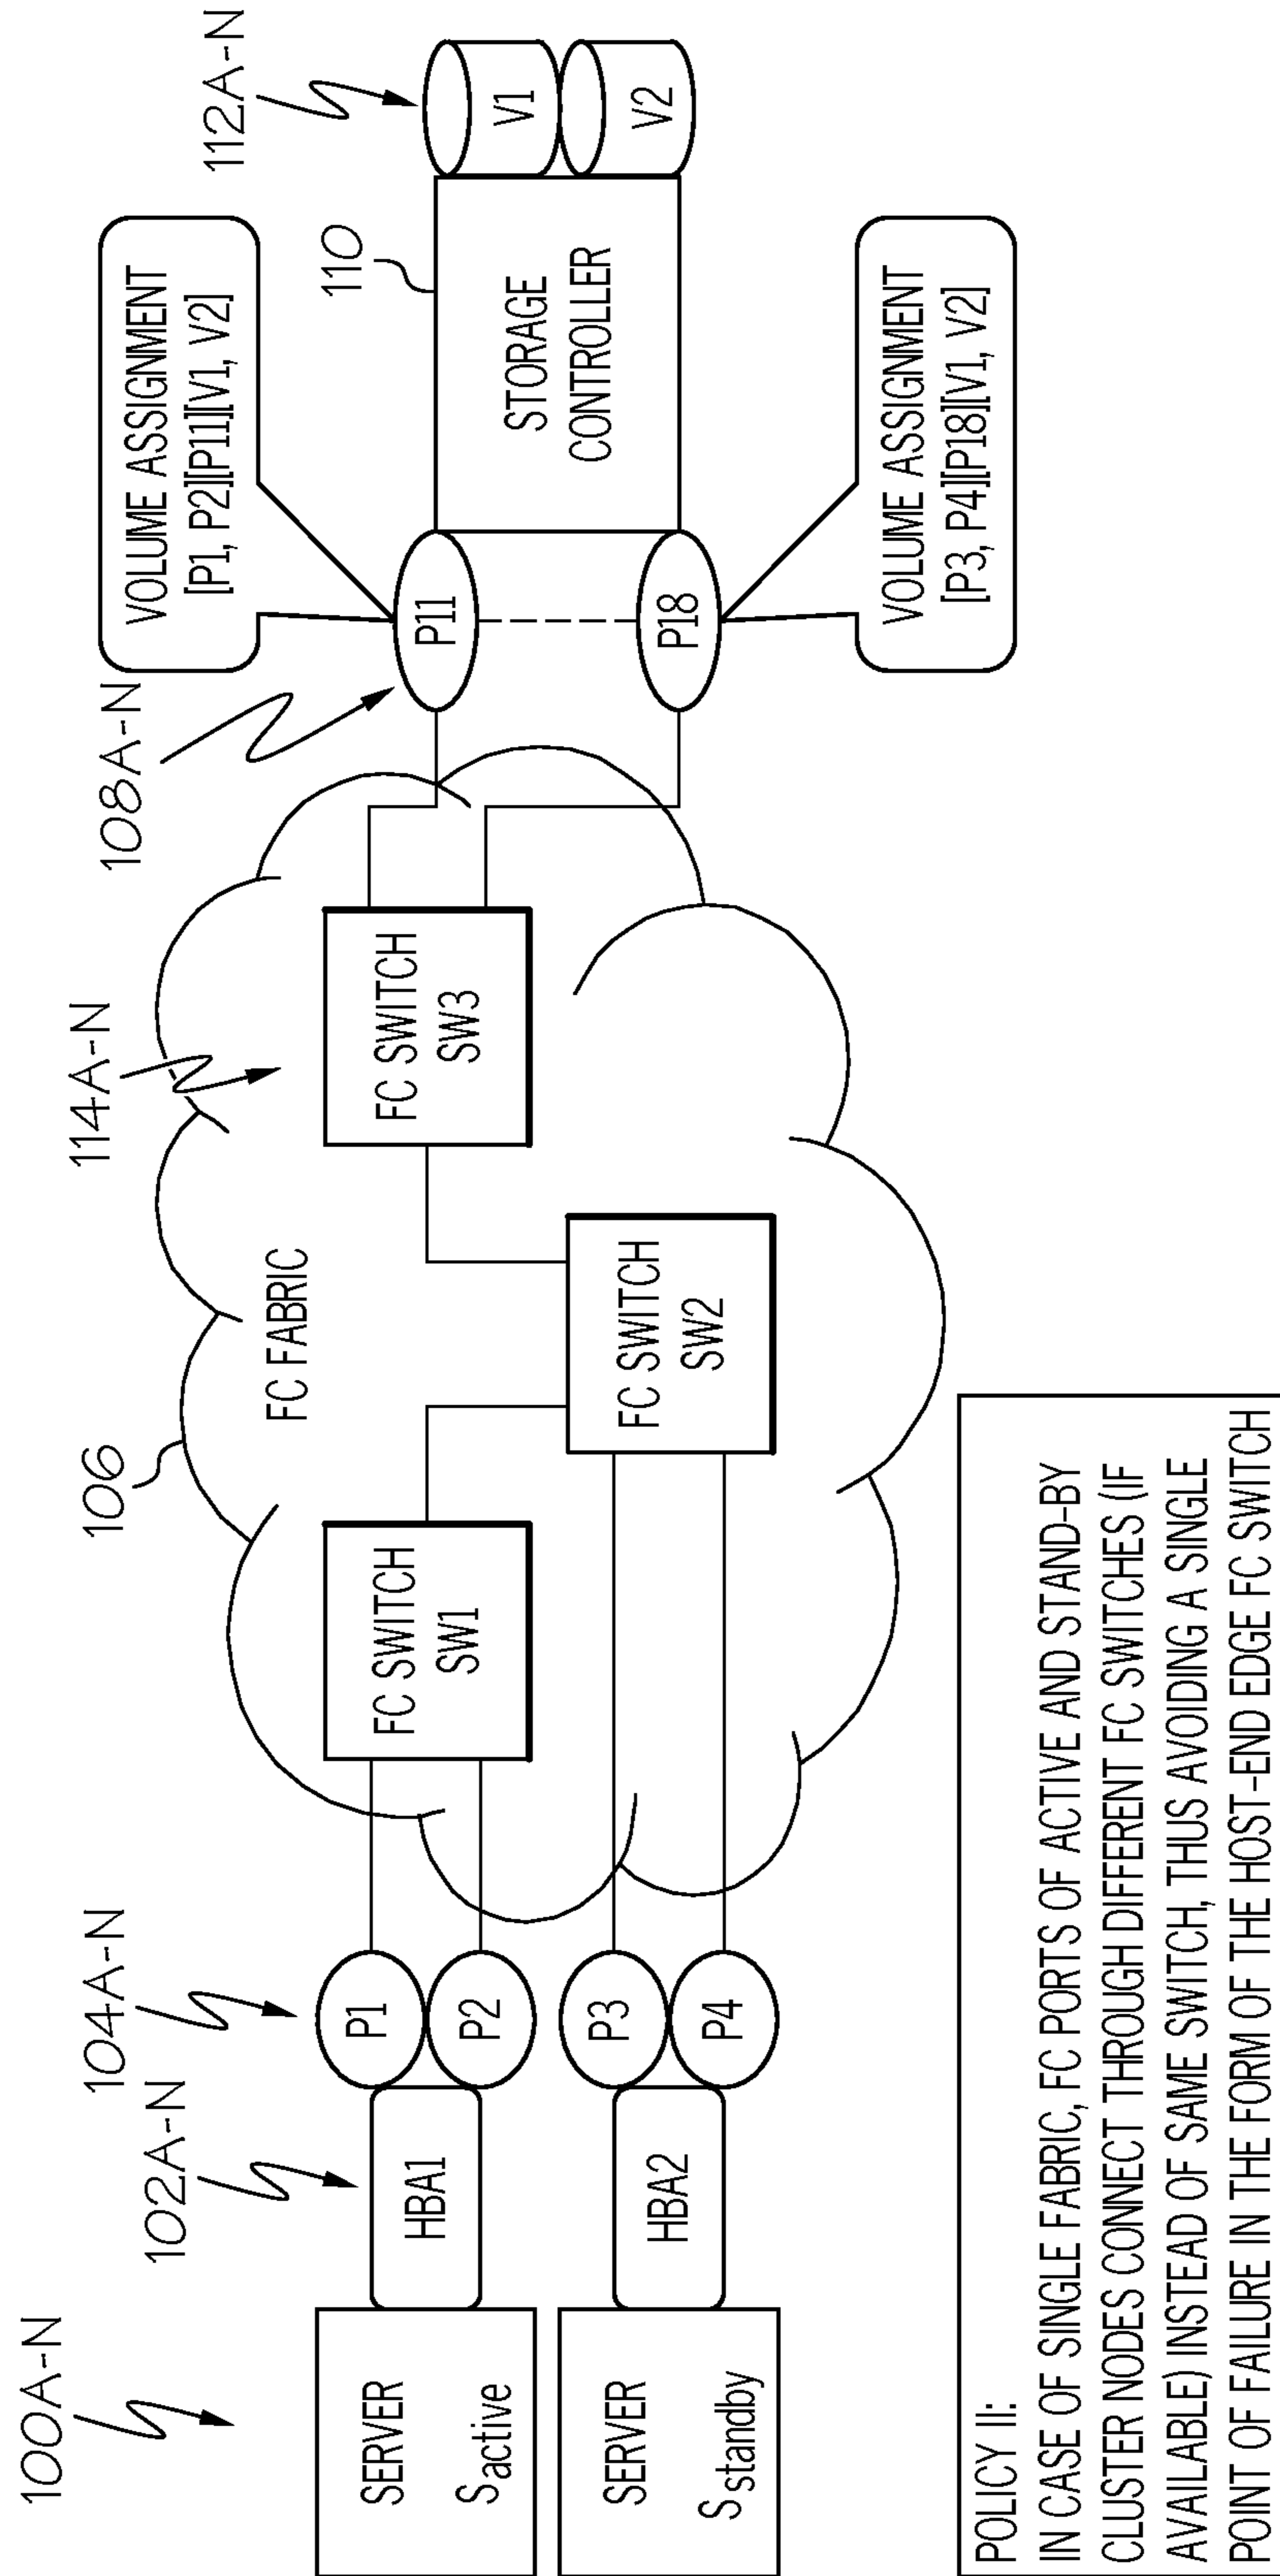 100A-N
102A-N
104A-N
106
114A-N
108A-N
112A-N
110
SERVER
Sactive
HBA1
P1
P2
SERVER
Sstandby
HBA2
P3
P4
FC FABRIC
FC SWITCH
SW1
FC SWITCH
SW2
FC SWITCH
SW3
P11
P18
VOLUME ASSIGNMENT
[P1, P2][P11][V1, V2]
STORAGE
CONTROLLER
V1
V2
VOLUME ASSIGNMENT
[P3, P4][P18][V1, V2]
POLICY II:
IN CASE OF SINGLE FABRIC, FC PORTS OF ACTIVE AND STAND-BY
CLUSTER NODES CONNECT THROUGH DIFFERENT FC SWITCHES (IF
AVAILABLE) INSTEAD OF SAME SWITCH, THUS AVOIDING A SINGLE
POINT OF FAILURE IN THE FORM OF THE HOST-END EDGE FC SWITCH